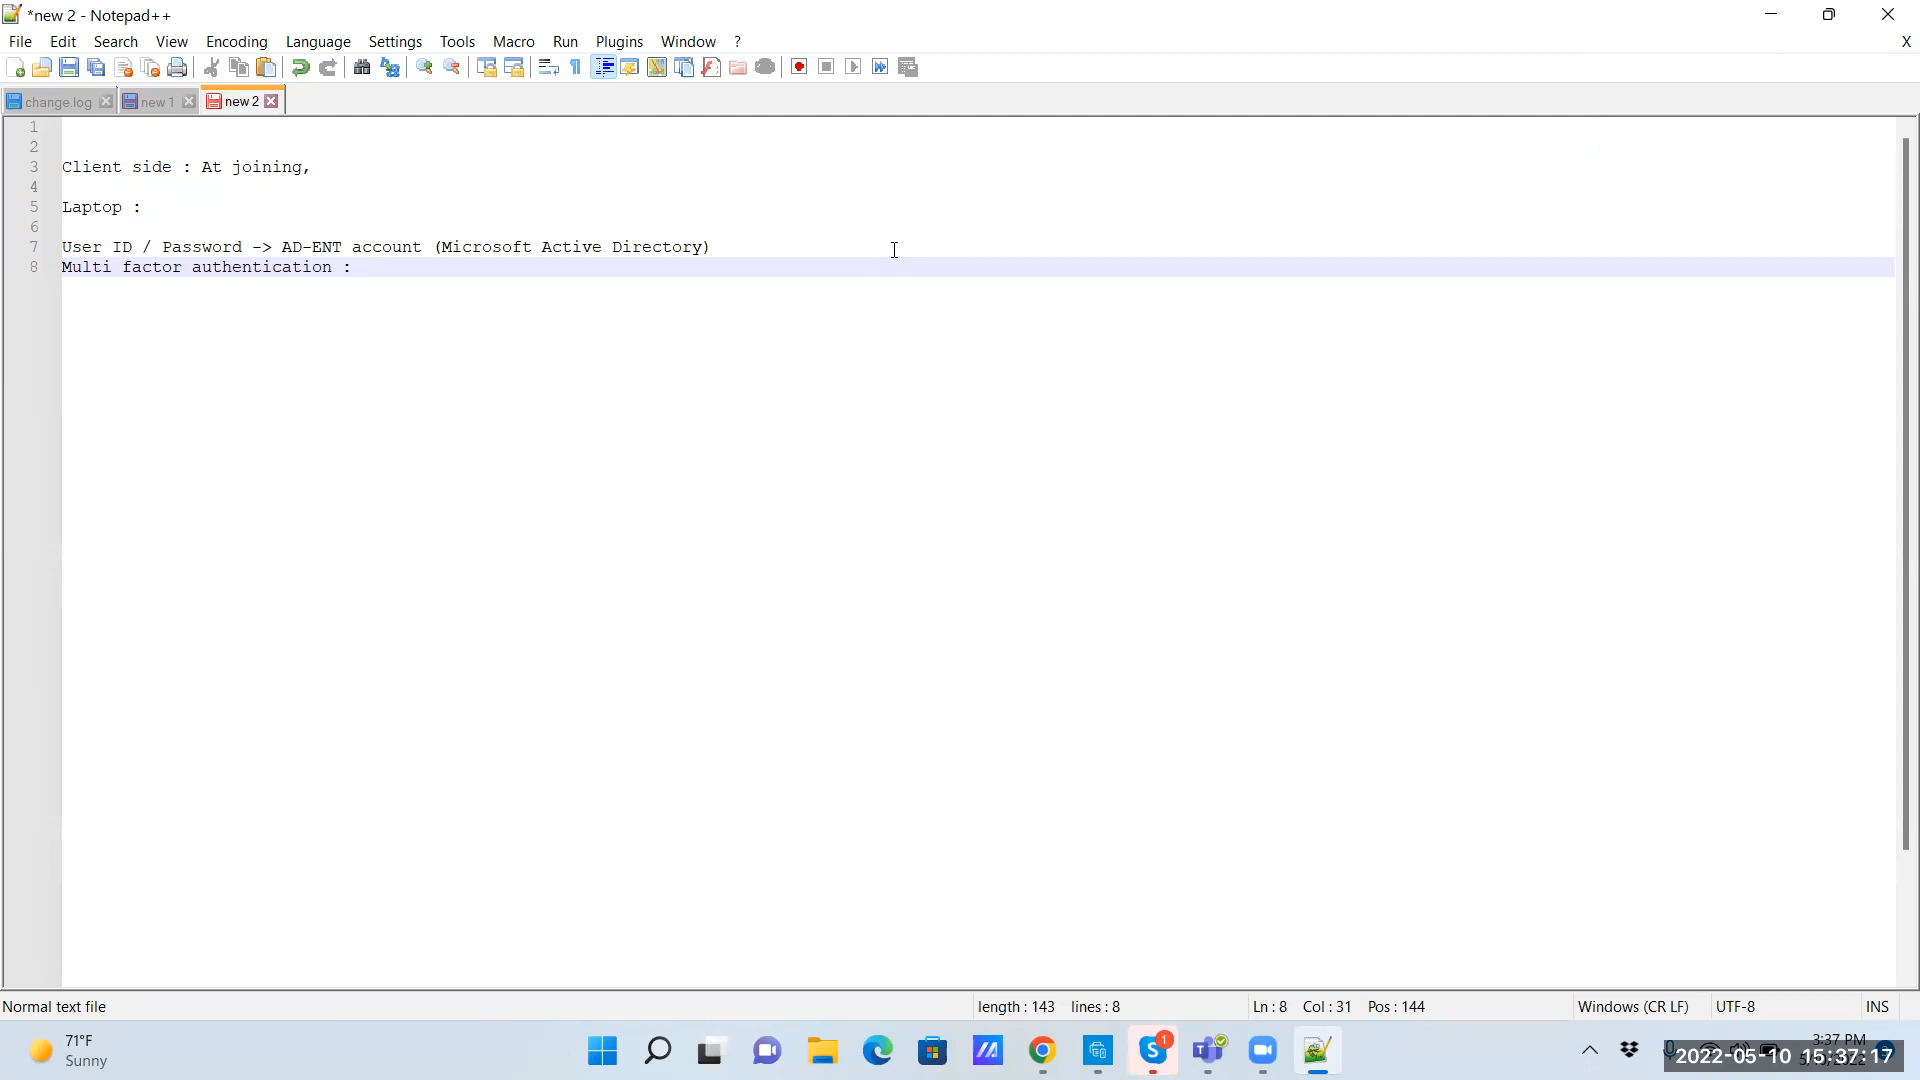 *new 2 - Notepad++
File Edit Search View Encoding Language Settings Tools Macro Run Plugins Window ? X
change.log new 1 new 2
1
2
3 Client side : At joining,
4
5 Laptop :
6
7 User ID / Password -> AD-ENT account (Microsoft Active Directory)
8 Multi factor authentication :
Normal text file length : 143 lines : 8 Ln : 8 Col : 31 Pos : 144 Windows (CR LF) UTF-8 INS
71°F
Sunny
1
3:37 PM
2022-05-10 15:37:17